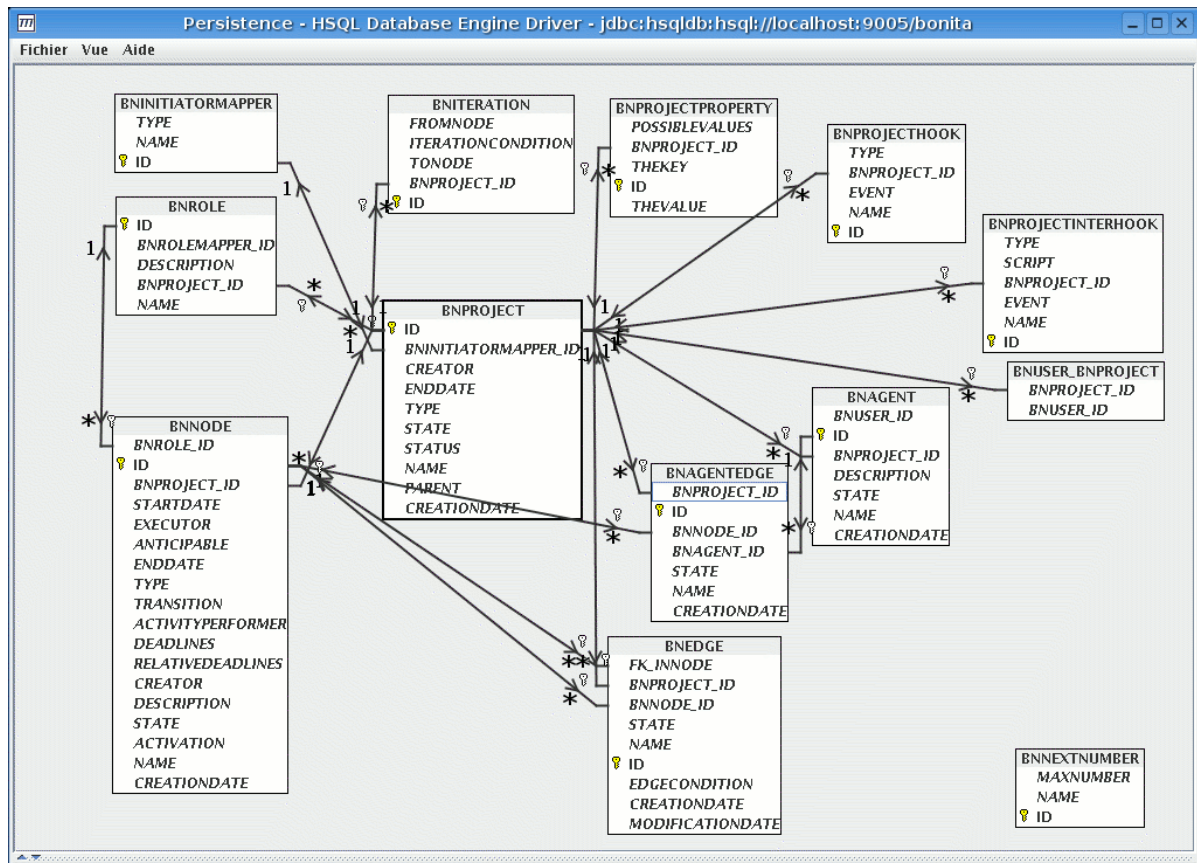 Persistence - HSQL Database Engine Driver - jdbc:hsqldb:hsql://localhost:9005/bonita
Fichier Vue Aide
BNINITIATORMAPPER
TYPE
NAME
ID
BNITERATION
FROMNODE
ITERATIONCONDITION
TONODE
BNPROJECT_ID
ID
BNPROJECTPROPERTY
POSSIBLEVALUES
BNPROJECT_ID
THEKEY
ID
THEVALUE
BNPROJECTHOOK
TYPE
BNPROJECT_ID
EVENT
NAME
ID
BNROLE
ID
BNROLEMAPPER_ID
DESCRIPTION
BNPROJECT_ID
NAME
BNPROJECTINTERHOOK
TYPE
SCRIPT
BNPROJECT_ID
EVENT
NAME
ID
BNPROJECT
ID
BNINITIATORMAPPER_ID
CREATOR
ENDDATE
TYPE
STATE
STATUS
NAME
PARENT
CREATIONDATE
BNUSER_BNPROJECT
BNPROJECT_ID
BNUSER_ID
BNAGENT
BNUSER_ID
ID
BNPROJECT_ID
DESCRIPTION
STATE
NAME
CREATIONDATE
BNNODE
BNROLE_ID
ID
BNPROJECT_ID
STARTDATE
EXECUTOR
ANTICIPABLE
ENDDATE
TYPE
TRANSITION
ACTIVITYPERFORMER
DEADLINES
RELATIVEDEADLINES
CREATOR
DESCRIPTION
STATE
ACTIVATION
NAME
CREATIONDATE
BNAGENTEDGE
BNPROJECT_ID
ID
BNNODE_ID
BNAGENT_ID
STATE
NAME
CREATIONDATE
BNEDGE
FK_INNODE
BNPROJECT_ID
BNNODE_ID
STATE
NAME
ID
EDGECONDITION
CREATIONDATE
MODIFICATIONDATE
BNNEXTNUMBER
MAXNUMBER
NAME
ID